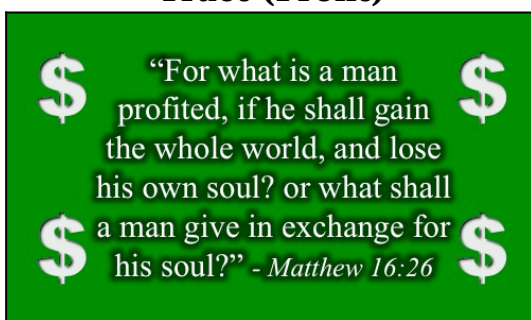 “For what is a man
profited, if he shall gain
the whole world, and lose
his own soul? or what shall
a man give in exchange for
his soul?” - Matthew 16:26
$ $
$ $